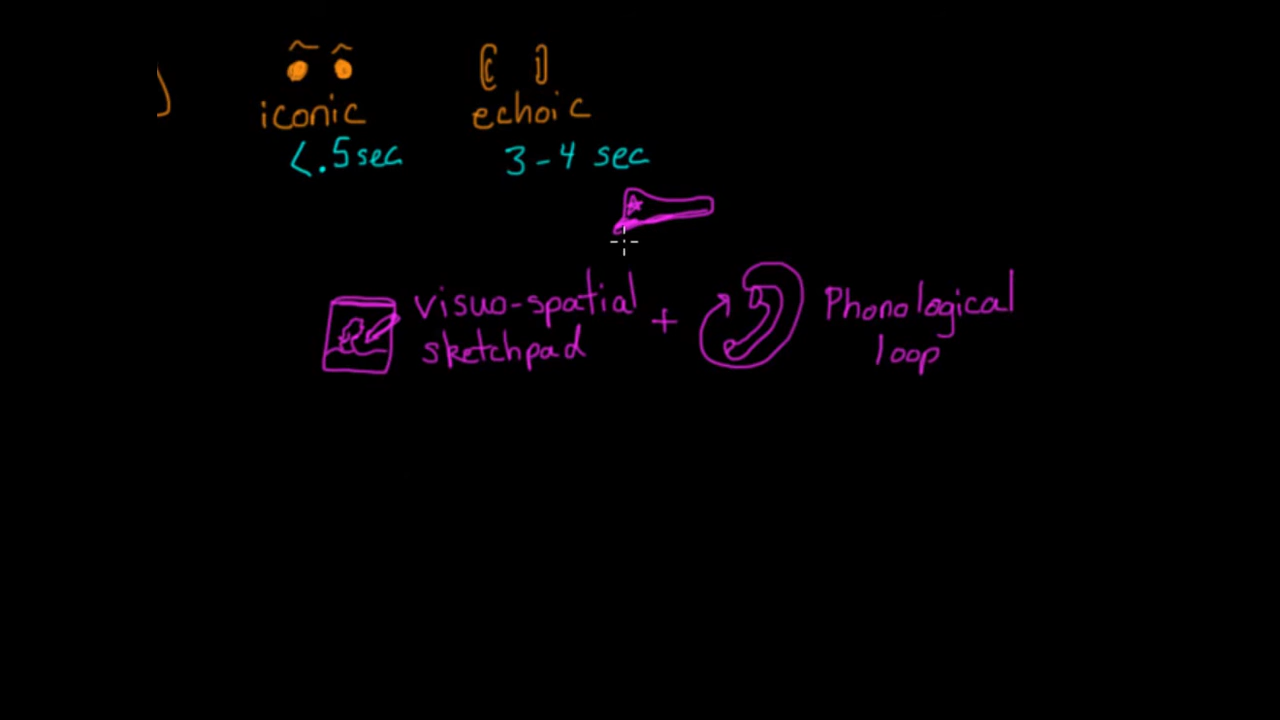 iconic echoic
<.5sec 3-4 sec
visuo-spatial + Phonological
sketchpad loop